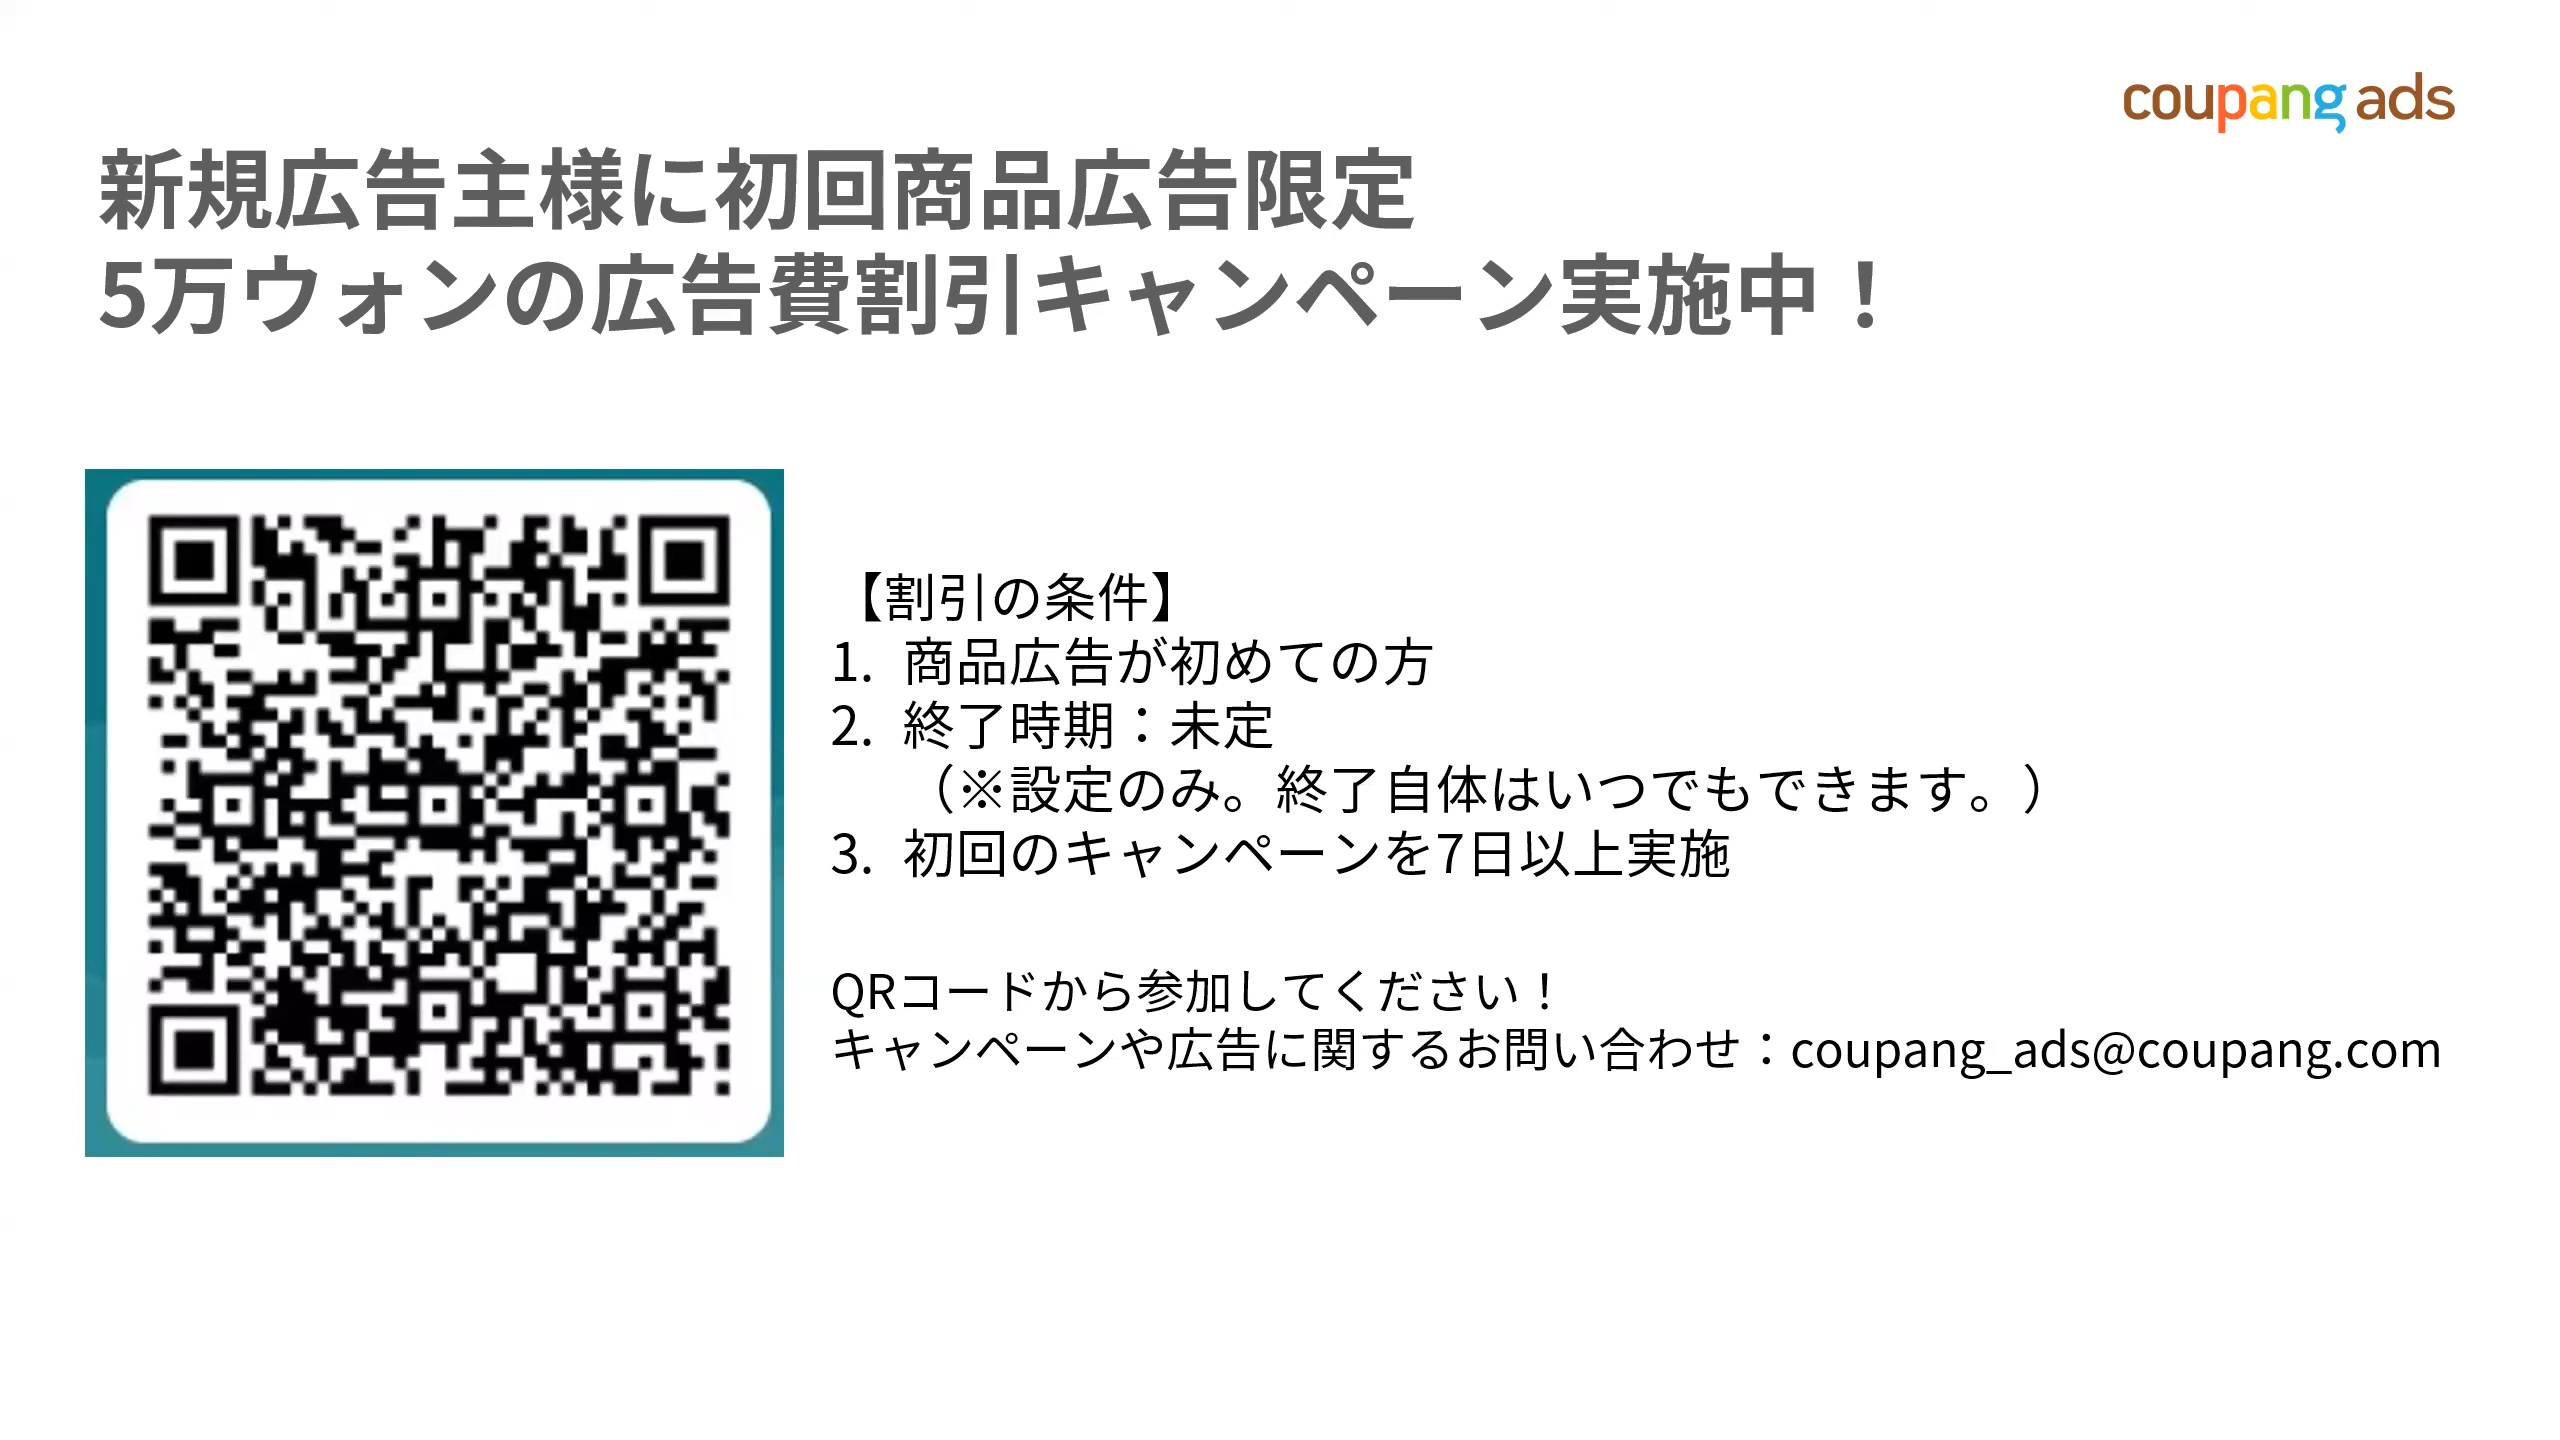 coupang ads
新規広告主様に初回商品広告限定
5万ウォンの広告費割引キャンペーン実施中！
【割引の条件】
1. 商品広告が初めての方
2. 終了時期：未定
（※設定のみ。終了自体はいつでもできます。）
3. 初回のキャンペーンを7日以上実施
QRコードから参加してください！
キャンペーンや広告に関するお問い合わせ：coupang_ads@coupang.com